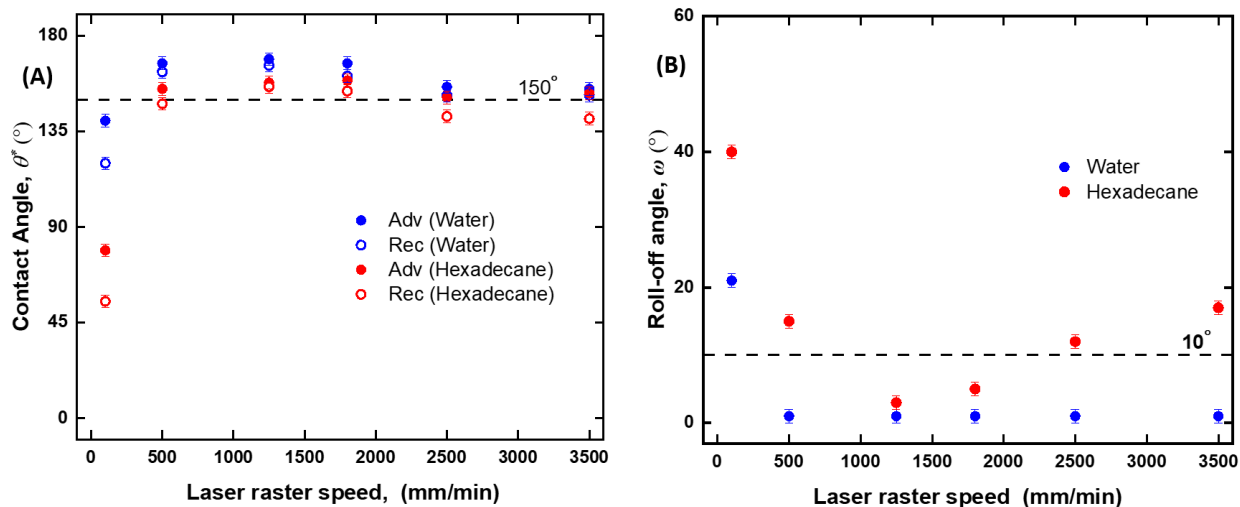 (A)
180
135
90
45
0
150°
Adv (Water)
Rec (Water)
Adv (Hexadecane)
Rec (Hexadecane)
Contact Angle, θ* (°)
0 500 1000 1500 2000 2500 3000 3500
Laser raster speed, (mm/min)
(B)
60
40
20
0
Water
Hexadecane
10°
Roll-off angle, ω (°)
0 500 1000 1500 2000 2500 3000 3500
Laser raster speed (mm/min)